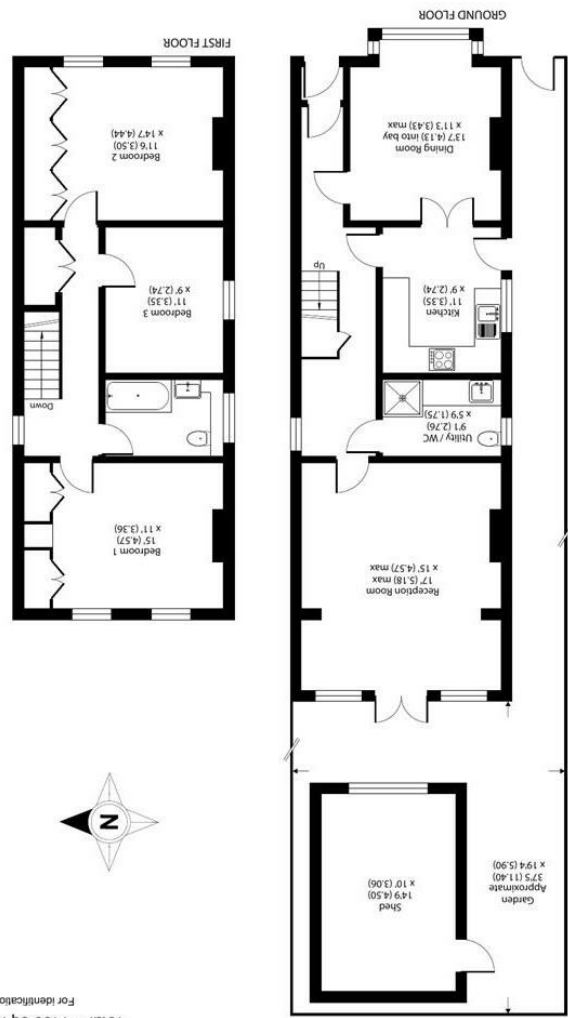 For identificatio
Garden
Approximate
37'5 (11.40)
x 19'4 (5.90)
Shed
14'9 (4.50)
x 10' (3.06)
N
Reception Room
17' (5.18) max
x 15' (4.57) max
Utility / WC
9'1 (2.76)
x 5'9 (1.75)
Kitchen
11' (3.35)
x 9' (2.74)
Up
Dining Room
13'7 (4.13) into bay
x 11'3 (3.43) max
GROUND FLOOR
Bedroom 1
15' (4.57)
x 11' (3.36)
Down
Bedroom 3
11' (3.35)
x 9' (2.74)
Bedroom 2
11'6 (3.50)
x 14'7 (4.44)
FIRST FLOOR